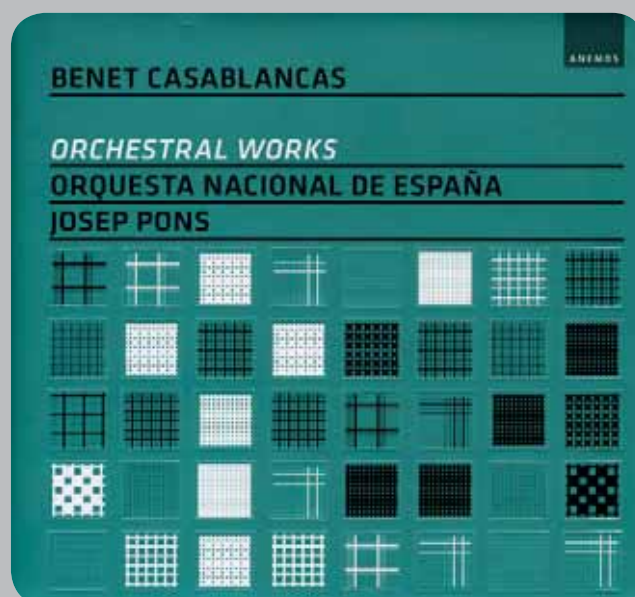 ANEMOS
BENET CASABLANCAS
ORCHESTRAL WORKS
ORQUESTA NACIONAL DE ESPAÑA
JOSEP PONS